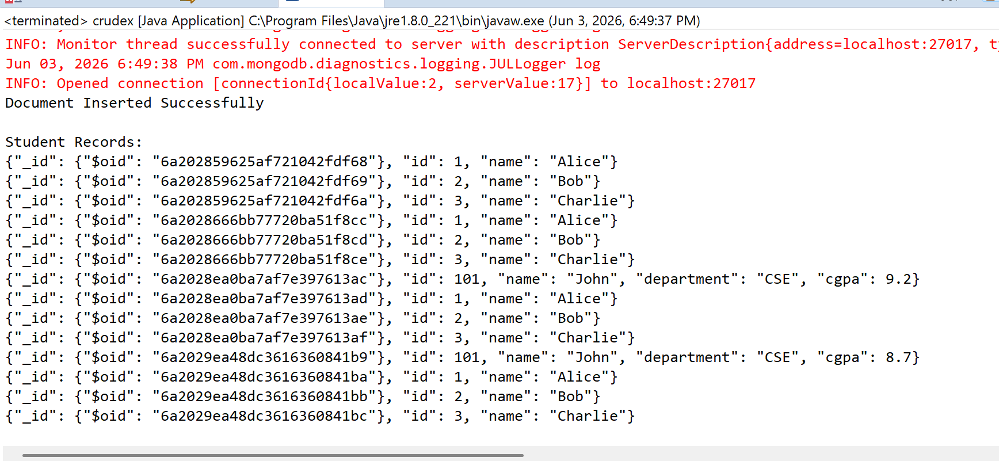 <terminated> crudex [Java Application] C:\Program Files\Java\jre1.8.0_221\bin\javaw.exe (Jun 3, 2026, 6:49:37 PM)
INFO: Monitor thread successfully connected to server with description ServerDescription{address=localhost:27017,
Jun 03, 2026 6:49:38 PM com.mongodb.diagnostics.logging.JULLogger log
INFO: Opened connection [connectionId{localValue:2, serverValue:17}] to localhost:27017
Document Inserted Successfully
Student Records:
{"_id": {"$oid": "6a202859625af721042fdf68"}, "id": 1, "name": "Alice"}
{"_id": {"$oid": "6a202859625af721042fdf69"}, "id": 2, "name": "Bob"}
{"_id": {"$oid": "6a202859625af721042fdf6a"}, "id": 3, "name": "Charlie"}
{"_id": {"$oid": "6a2028666bb77720ba51f8cc"}, "id": 1, "name": "Alice"}
{"_id": {"$oid": "6a2028666bb77720ba51f8cd"}, "id": 2, "name": "Bob"}
{"_id": {"$oid": "6a2028666bb77720ba51f8ce"}, "id": 3, "name": "Charlie"}
{"_id": {"$oid": "6a2028ea0ba7af7e397613ac"}, "id": 101, "name": "John", "department": "CSE", "cgpa": 9.2}
{"_id": {"$oid": "6a2028ea0ba7af7e397613ad"}, "id": 1, "name": "Alice"}
{"_id": {"$oid": "6a2028ea0ba7af7e397613ae"}, "id": 2, "name": "Bob"}
{"_id": {"$oid": "6a2028ea0ba7af7e397613af"}, "id": 3, "name": "Charlie"}
{"_id": {"$oid": "6a2029ea48dc3616360841b9"}, "id": 101, "name": "John", "department": "CSE", "cgpa": 8.7}
{"_id": {"$oid": "6a2029ea48dc3616360841ba"}, "id": 1, "name": "Alice"}
{"_id": {"$oid": "6a2029ea48dc3616360841bb"}, "id": 2, "name": "Bob"}
{"_id": {"$oid": "6a2029ea48dc3616360841bc"}, "id": 3, "name": "Charlie"}